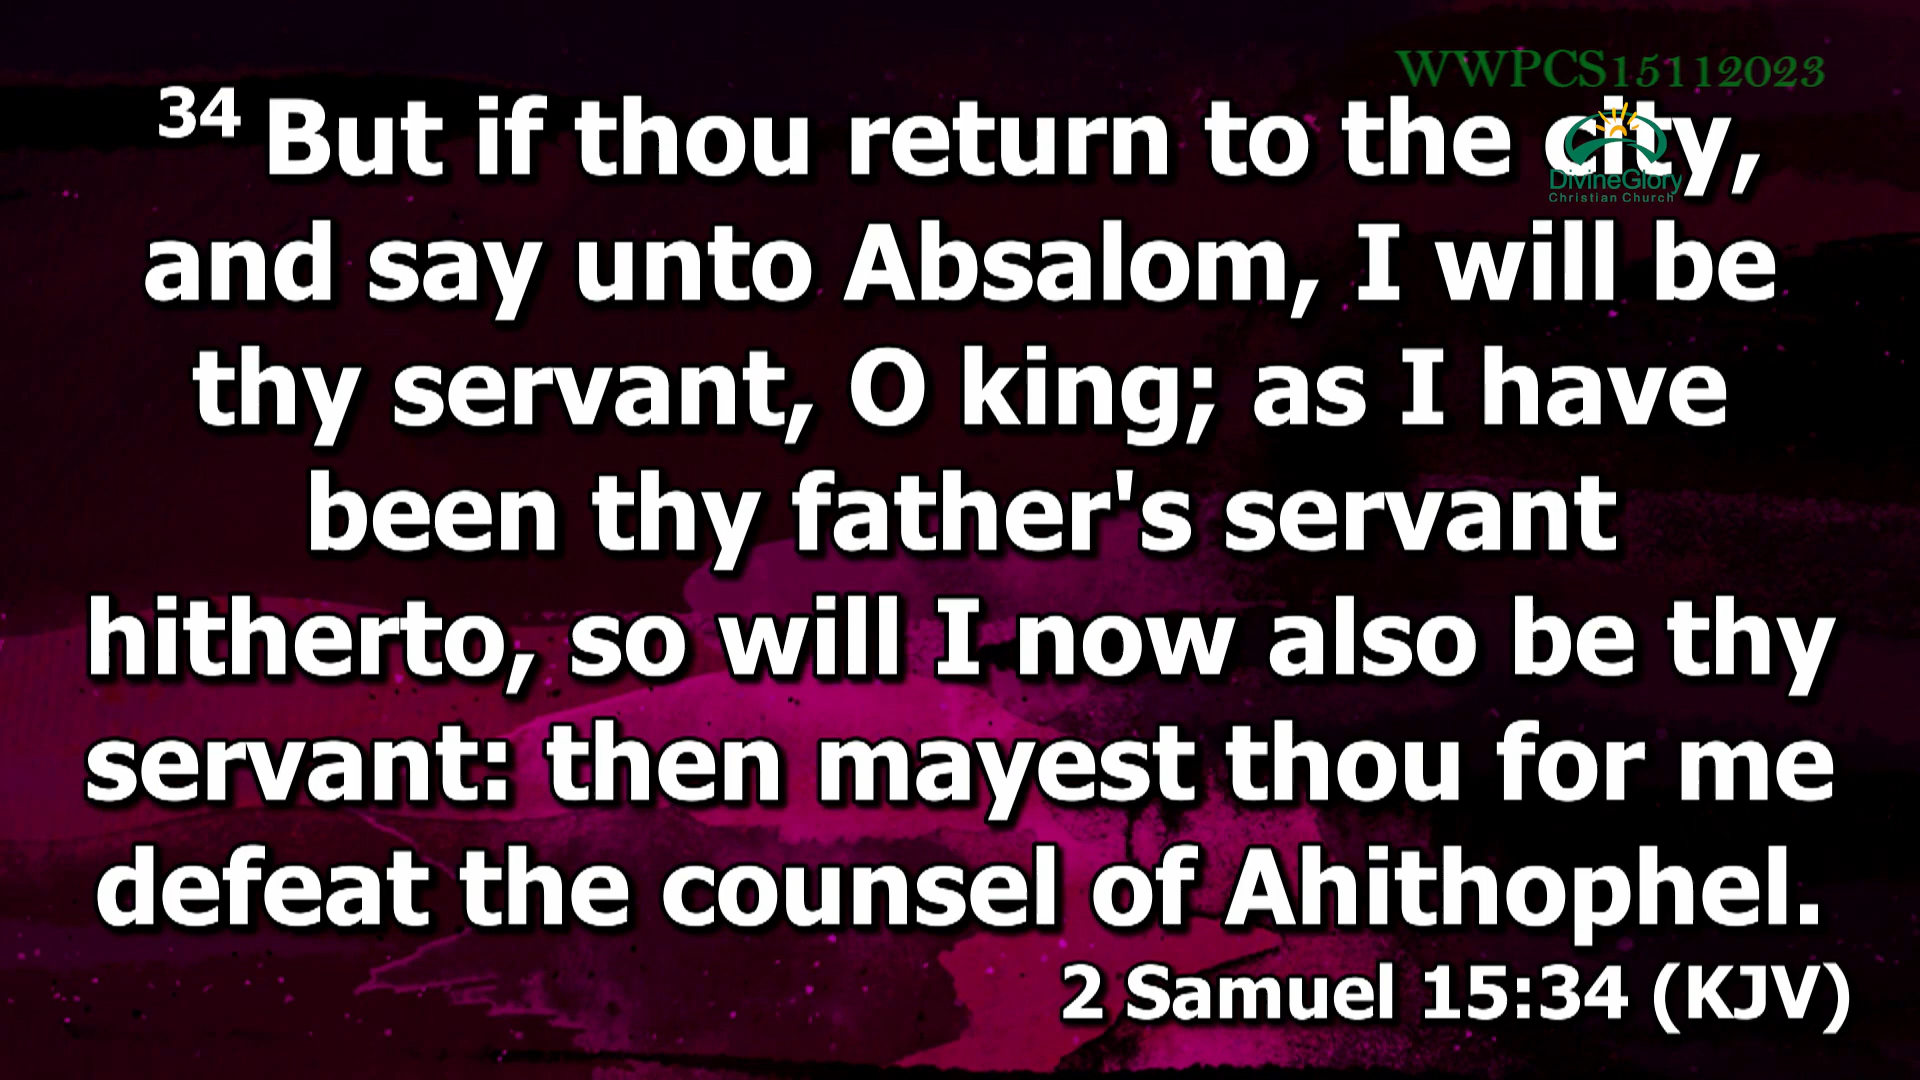 WWPCS15112023
34 But if thou return to the city,
DivineGlory
Christian Church
and say unto Absalom, I will be
thy servant, O king; as I have
been thy father's servant
hitherto, so will I now also be thy
servant: then mayest thou for me
defeat the counsel of Ahithophel.
2 Samuel 15:34 (KJV)